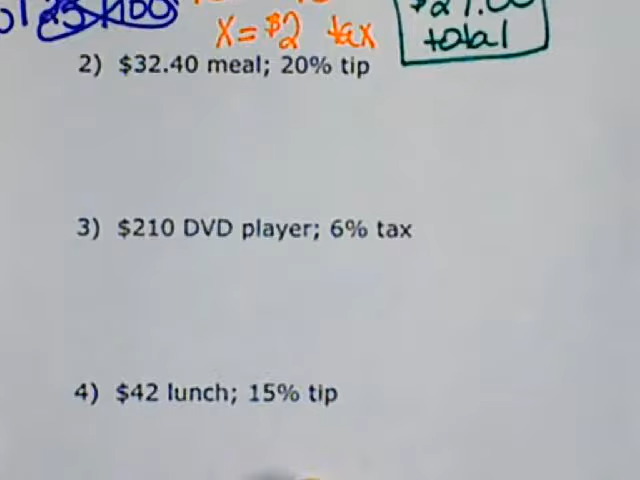 x = $2 tax
total
2) $32.40 meal; 20% tip
3) $210 DVD player; 6% tax
4) $42 lunch; 15% tip